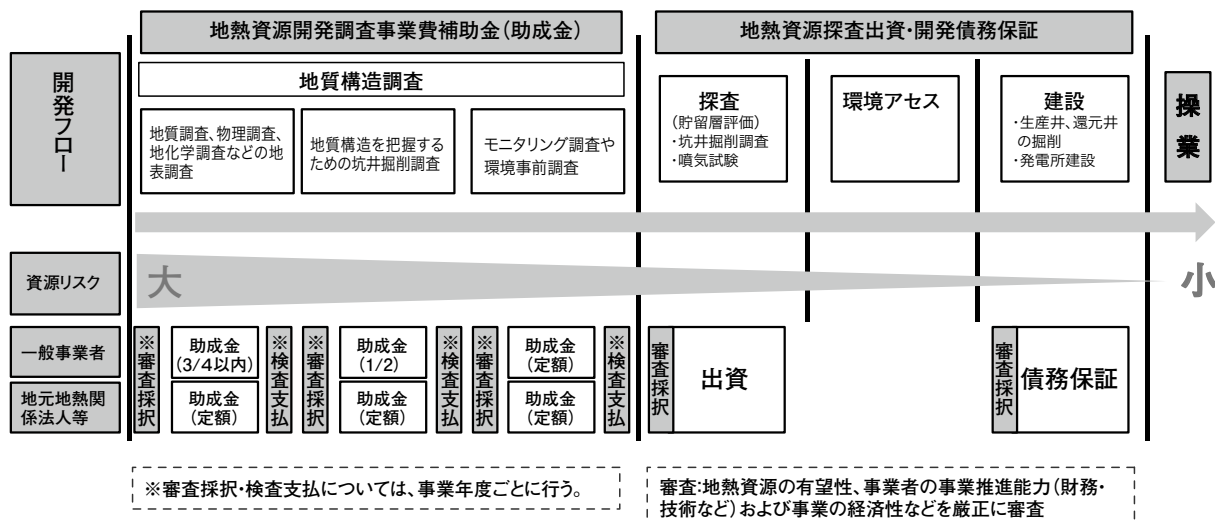 地熱資源開発調査事業費補助金(助成金)
地熱資源探査出資・開発債務保証
開発フロー
地質構造調査
地質調査、物理調査、
地化学調査などの地
表調査
地質構造を把握する
ための坑井掘削調査
モニタリング調査や
環境事前調査
探査
(貯留層評価)
・坑井掘削調査
・噴気試験
環境アセス
建設
・生産井、還元井
の掘削
・発電所建設
操業
資源リスク
大
小
一般事業者
地元地熱関
係法人等
※審査採択
助成金
(3/4以内)
助成金
(定額)
※検査支払
※審査採択
助成金
(1/2)
助成金
(定額)
※検査支払
※審査採択
助成金
(定額)
助成金
(定額)
※検査支払
審査採択
出資
審査採択
債務保証
※審査採択・検査支払については、事業年度ごとに行う。
審査:地熱資源の有望性、事業者の事業推進能力(財務・
技術など)および事業の経済性などを厳正に審査